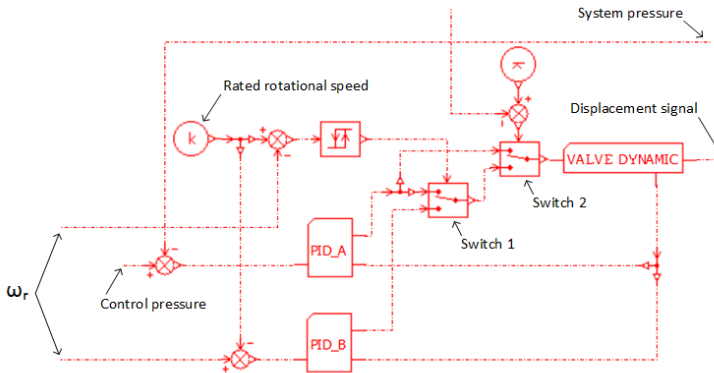 System pressure
Rated rotational speed
k
Displacement signal
k
VALVE DYNAMIC
Switch 2
Switch 1
PID_A
ωr
Control pressure
PID_B